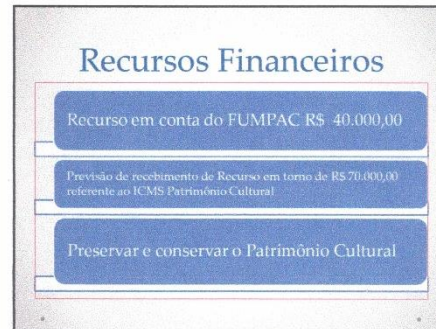 Recursos Financeiros
Recurso em conta do FUMPAC R$ 40.000,00
Previsão de recebimento de Recurso em torno de R$ 70.000,00
referente ao ICMS Patrimônio Cultural
Preservar e conservar o Patrimônio Cultural